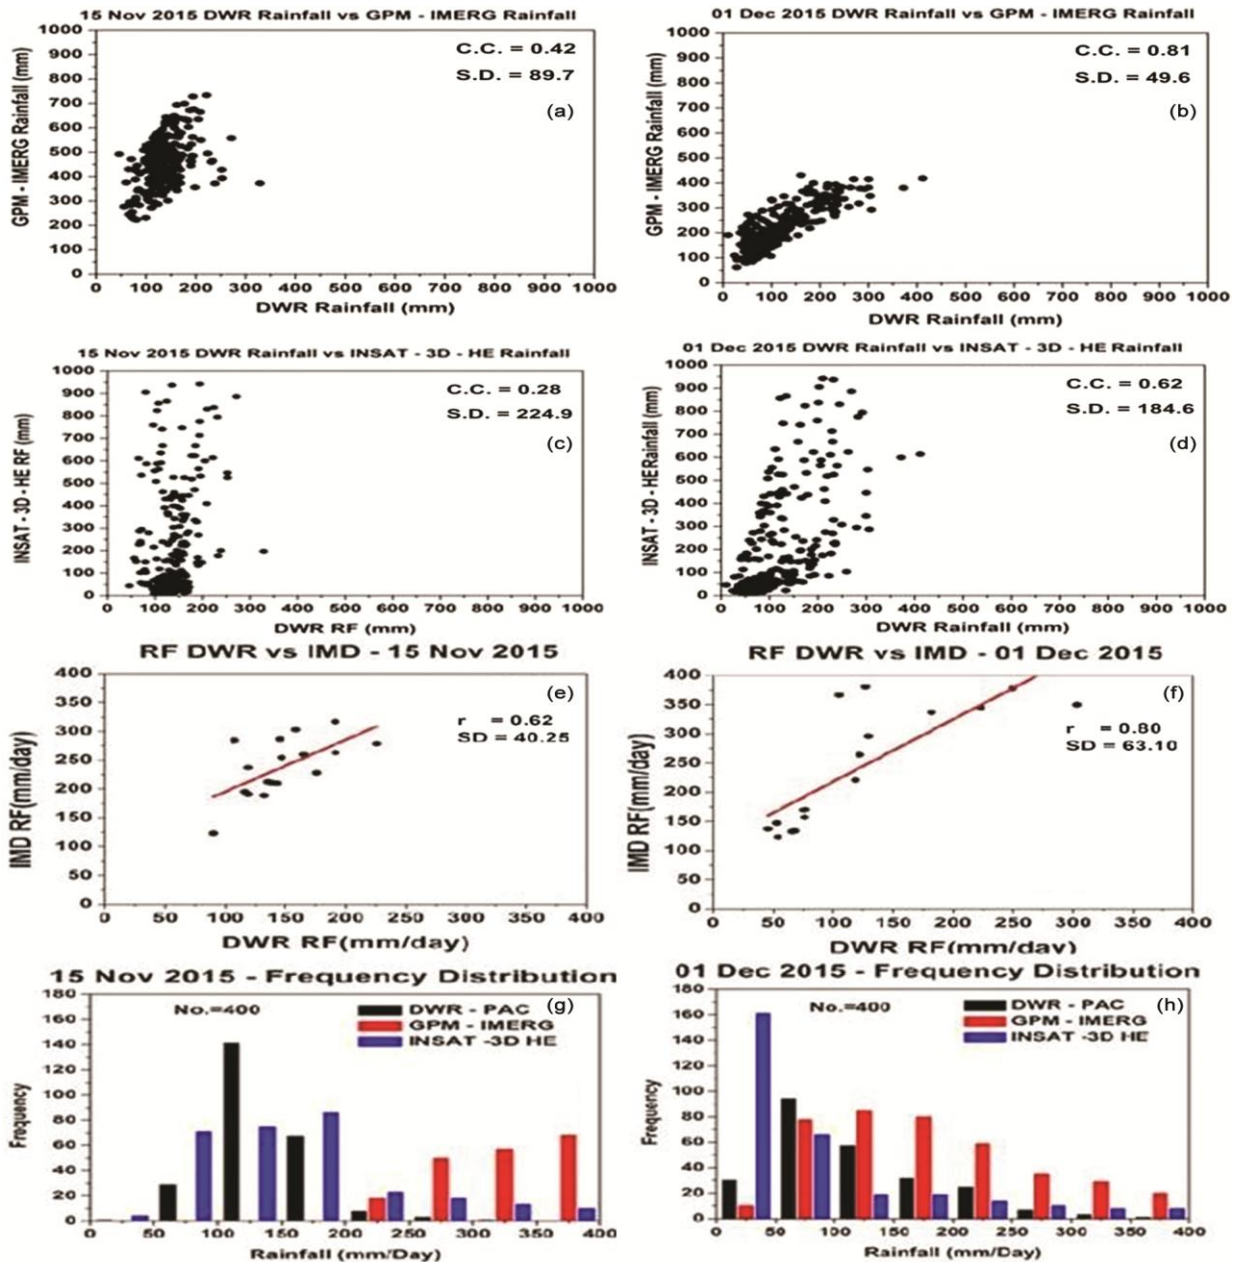 15 Nov 2015 DWR Rainfall vs GPM - IMERG Rainfall
GPM - IMERG Rainfall (mm)
1000
900
800
700
600
500
400
300
200
100
0
C.C. = 0.42
S.D. = 89.7
(a)
0 100 200 300 400 500 600 700 800 900 1000
DWR Rainfall (mm)
01 Dec 2015 DWR Rainfall vs GPM - IMERG Rainfall
GPM - IMERG Rainfall (mm)
1000
900
800
700
600
500
400
300
200
100
0
C.C. = 0.81
S.D. = 49.6
(b)
0 100 200 300 400 500 600 700 800 900 1000
DWR Rainfall (mm)
15 Nov 2015 DWR Rainfall vs INSAT - 3D - HE Rainfall
INSAT - 3D - HE RF (mm)
1000
900
800
700
600
500
400
300
200
100
0
C.C. = 0.28
S.D. = 224.9
(c)
0 100 200 300 400 500 600 700 800 900 1000
DWR RF (mm)
01 Dec 2015 DWR Rainfall vs INSAT - 3D - HE Rainfall
INSAT - 3D - HE Rainfall (mm)
1000
900
800
700
600
500
400
300
200
100
0
C.C. = 0.62
S.D. = 184.6
(d)
0 100 200 300 400 500 600 700 800 900 1000
DWR Rainfall (mm)
RF DWR vs IMD - 15 Nov 2015
IMD RF(mm/day)
400
350
300
250
200
150
100
50
0
(e)
r = 0.62
SD = 40.25
0 50 100 150 200 250 300 350 400
DWR RF(mm/day)
RF DWR vs IMD - 01 Dec 2015
IMD RF(mm/day)
400
350
300
250
200
150
100
50
0
(f)
r = 0.80
SD = 63.10
0 50 100 150 200 250 300 350 400
DWR RF(mm/day)
15 Nov 2015 - Frequency Distribution
Frequency
180
160
140
120
100
80
60
40
20
0
No.=400
DWR - PAC
GPM - IMERG
INSAT -3D HE
(g)
0 50 100 150 200 250 300 350 400
Rainfall (mm/Day)
01 Dec 2015 - Frequency Distribution
Frequency
180
160
140
120
100
80
60
40
20
0
No.=400
DWR - PAC
GPM - IMERG
INSAT -3D HE
(h)
0 50 100 150 200 250 300 350 400
Rainfall (mm/Day)